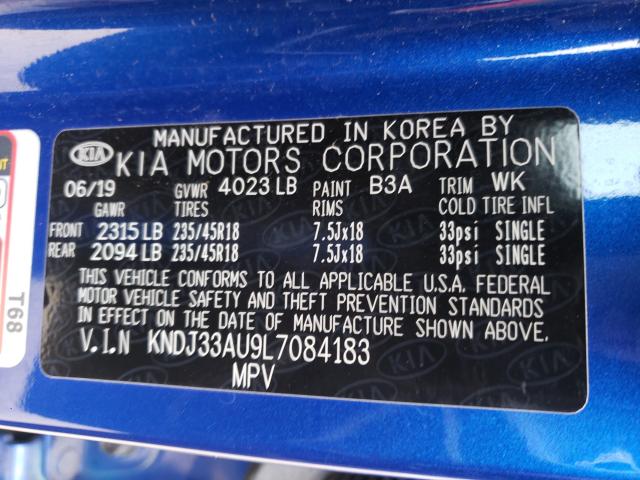 MANUFACTURED IN KOREA BY
KIA KIA MOTORS CORPORATION
06/19 GVWR 4023 LB PAINT B3A TRIM WK
GAWR TIRES RIMS COLD TIRE INFL
FRONT 2315 LB 235/45R18 7.5Jx18 33psi SINGLE
REAR 2094 LB 235/45R18 7.5Jx18 33psi SINGLE
THIS VEHICLE CONFORMS TO ALL APPLICABLE U.S.A. FEDERAL
MOTOR VEHICLE SAFETY AND THEFT PREVENTION STANDARDS
IN EFFECT ON THE DATE OF MANUFACTURE SHOWN ABOVE.
V.I.N KNDJ33AU9L7084183
MPV
T68